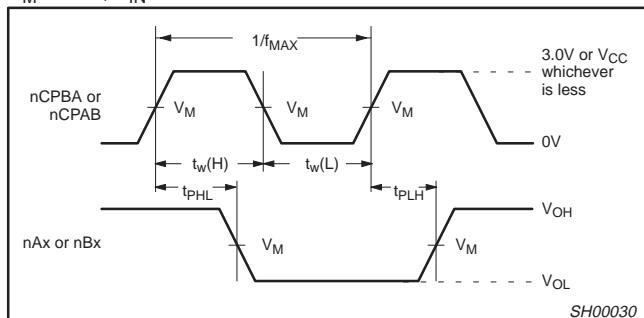 1/fMAX
3.0V or VCC
whichever
is less
nCPBA or
nCPAB
VM
VM
VM
0V
tw(H)
tw(L)
tPHL
tPLH
VOH
nAx or nBx
VM
VM
VOL
SH00030